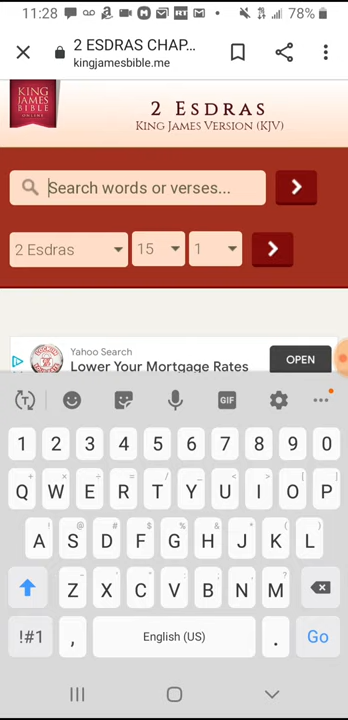 11:28
78%
2 ESDRAS CHAP...
kingjamesbible.me
KING
JAMES
BIBLE
ONLINE
2 Esdras
King James Version (KJV)
Search words or verses...
2 Esdras 15 1
Yahoo Search
Lower Your Mortgage Rates
OPEN
T GIF
1 2 3 4 5 6 7 8 9 0
Q W E R T Y U I O P
A S D F G H J K L
Z X C V B N M
!#1 , English (US) . Go